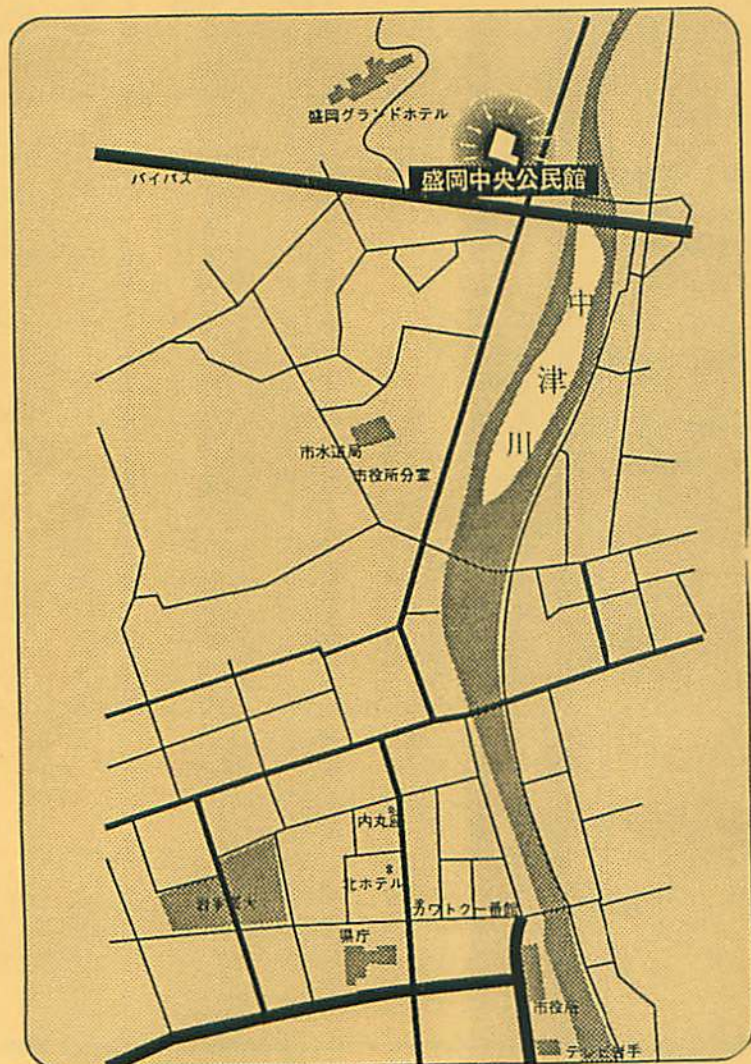 盛岡グランドホテル
盛岡中央公民館
バイパス
中津川
市水道局
市役所分室
内丸
北ホテル
カワトク一番館
岩手医大
県庁
市役所
テレビ岩手